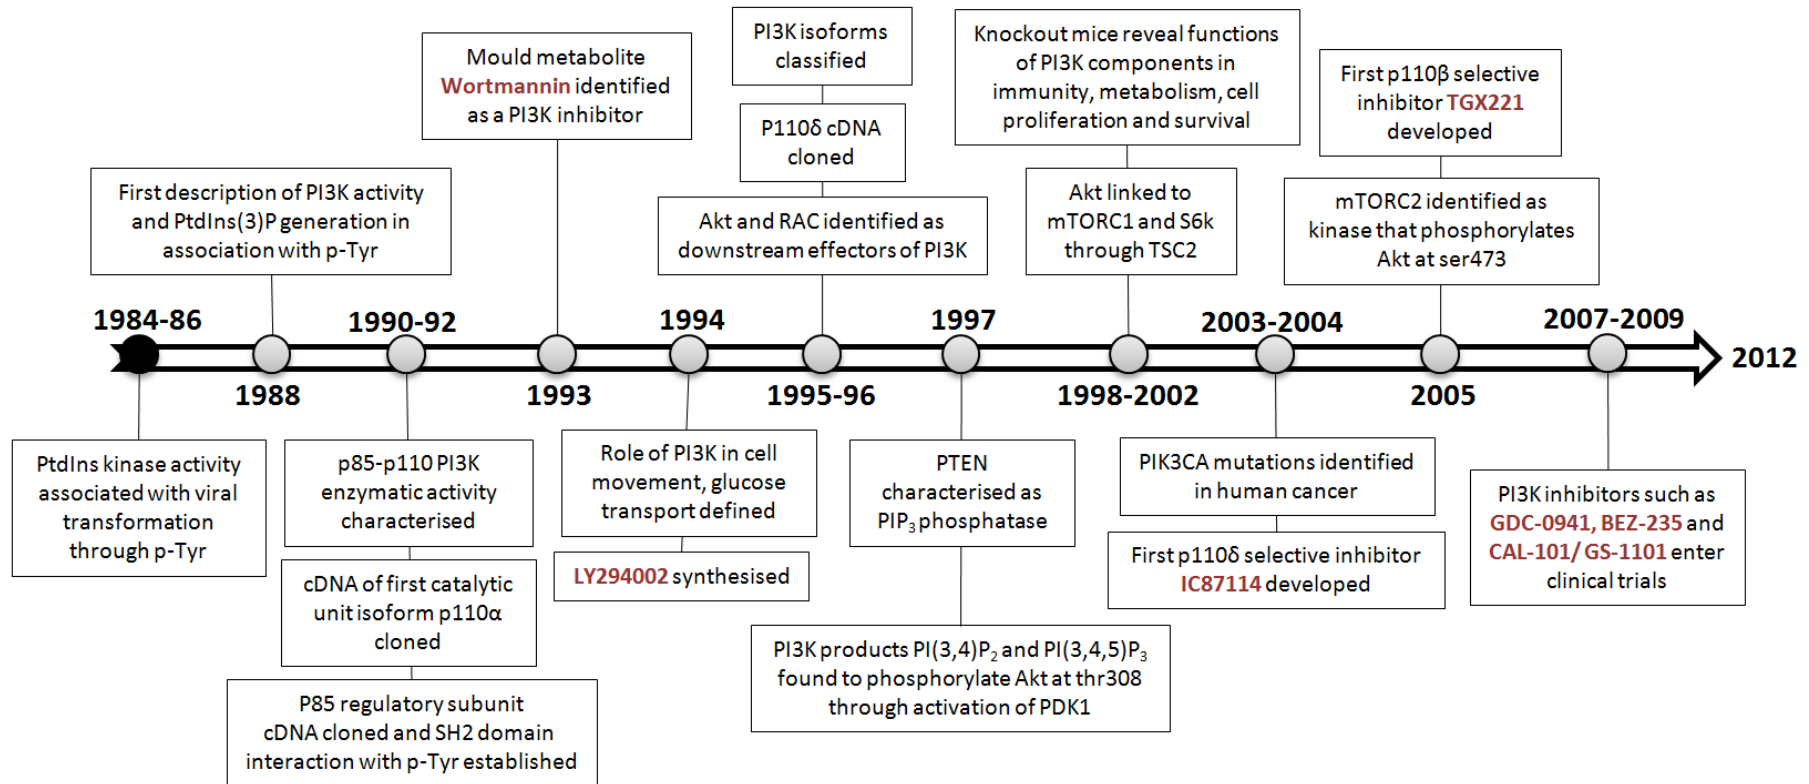 Mould metabolite
Wortmannin identified
as a PI3K inhibitor
PI3K isoforms
classified
P110δ cDNA
cloned
Knockout mice reveal functions
of PI3K components in
immunity, metabolism, cell
proliferation and survival
First p110β selective
inhibitor TGX221
developed
First description of PI3K activity
and PtdIns(3)P generation in
association with p-Tyr
Akt and RAC identified as
downstream effectors of PI3K
Akt linked to
mTORC1 and S6k
through TSC2
mTORC2 identified as
kinase that phosphorylates
Akt at ser473
1984-86
1990-92
1994
1997
2003-2004
2007-2009
2012
1988
1993
1995-96
1998-2002
2005
PtdIns kinase activity
associated with viral
transformation
through p-Tyr
p85-p110 PI3K
enzymatic activity
characterised
cDNA of first catalytic
unit isoform p110α
cloned
P85 regulatory subunit
cDNA cloned and SH2 domain
interaction with p-Tyr established
Role of PI3K in cell
movement, glucose
transport defined
LY294002 synthesised
PTEN
characterised as
PIP₃ phosphatase
PI3K products PI(3,4)P₂ and PI(3,4,5)P₃
found to phosphorylate Akt at thr308
through activation of PDK1
PIK3CA mutations identified
in human cancer
First p110δ selective inhibitor
IC87114 developed
PI3K inhibitors such as
GDC-0941, BEZ-235 and
CAL-101/ GS-1101 enter
clinical trials